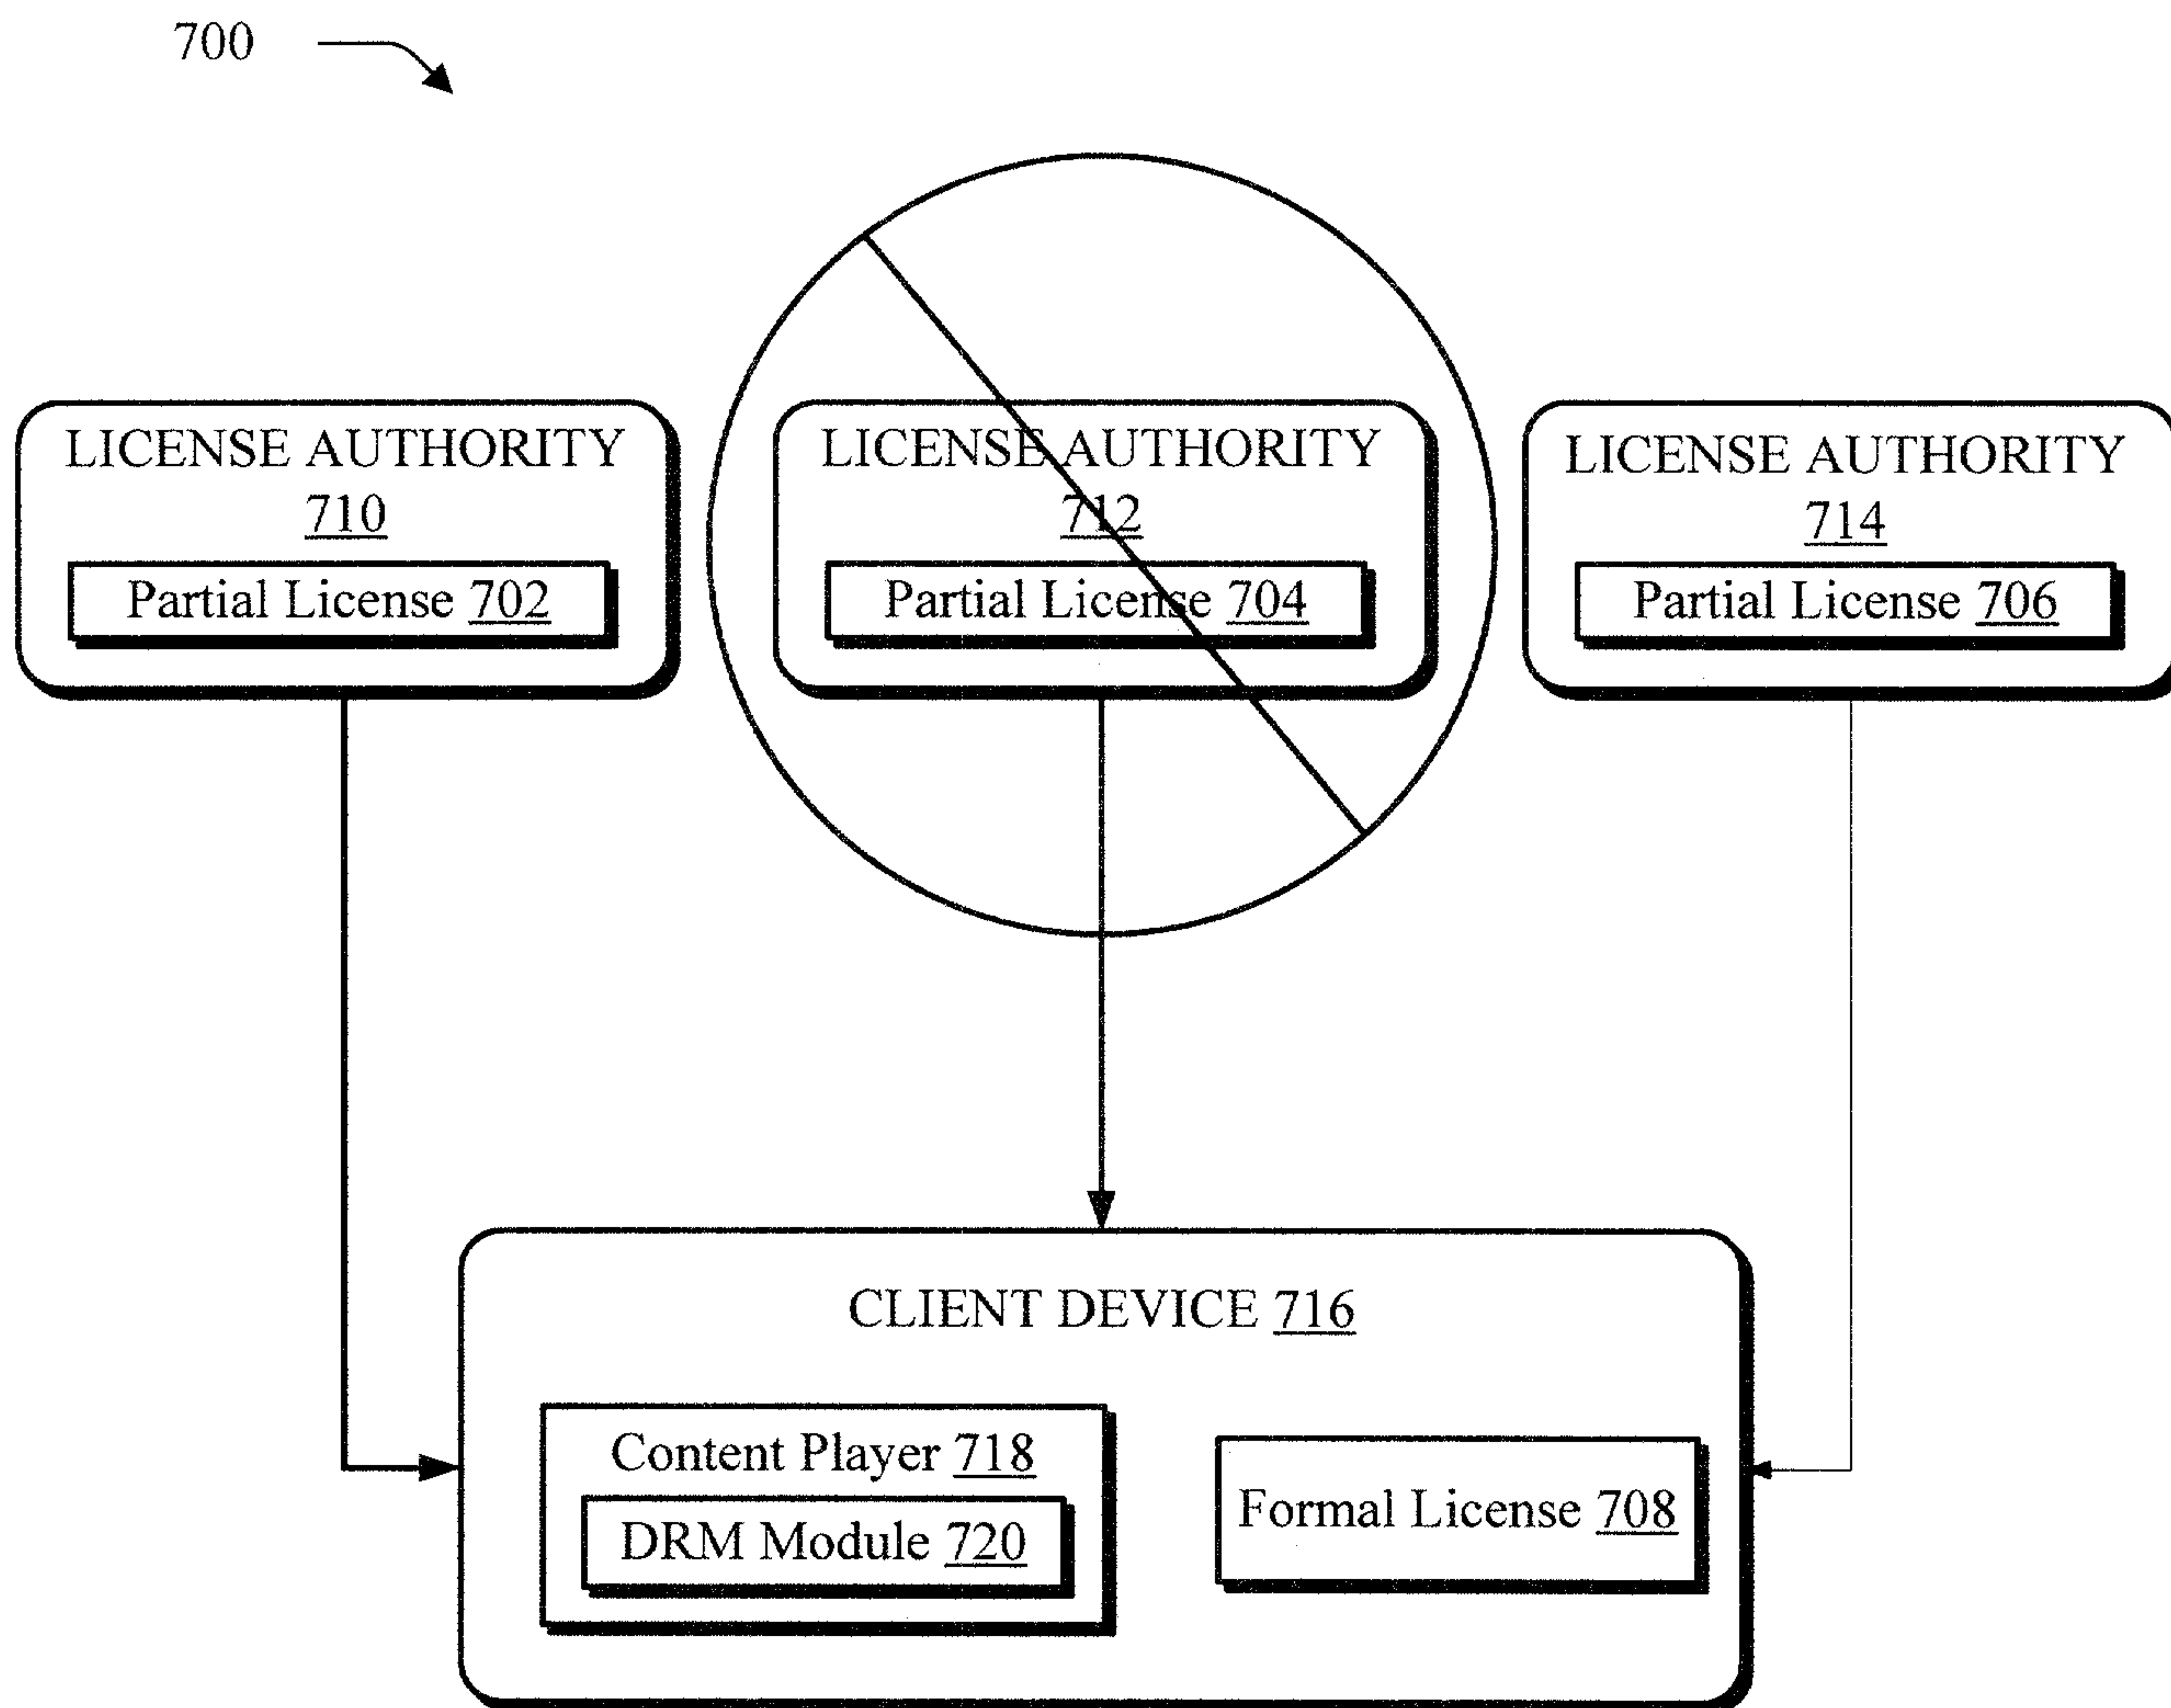 700
LICENSE AUTHORITY
710
Partial License 702
LICENSE AUTHORITY
712
Partial License 704
LICENSE AUTHORITY
714
Partial License 706
CLIENT DEVICE 716
Content Player 718
DRM Module 720
Formal License 708